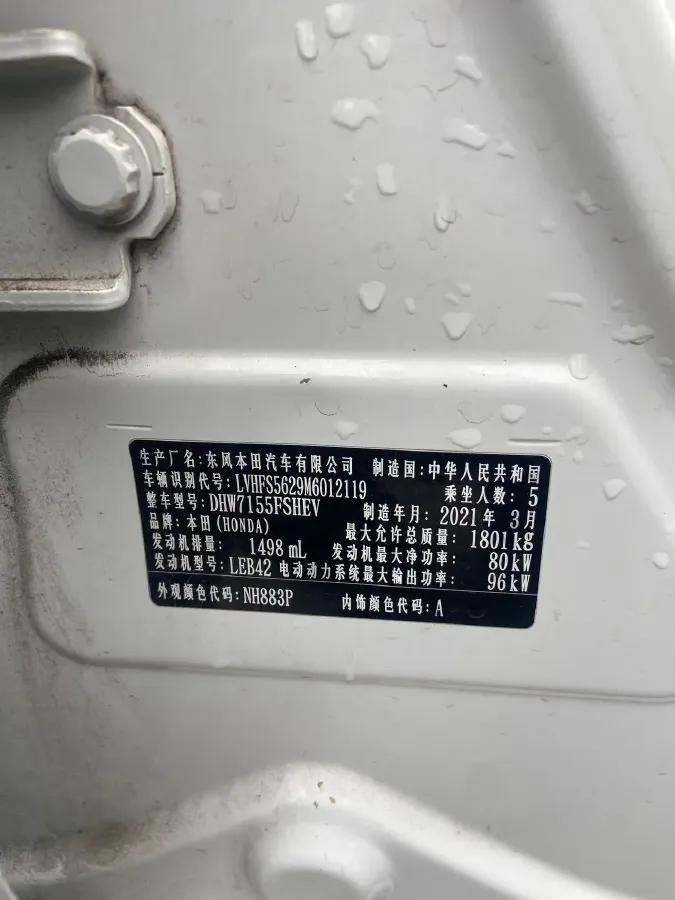 生产厂名:东风本田汽车有限公司 制造国:中华人民共和国
车辆识别代号:LVHFS5629M6012119 乘坐人数:5
整车型号:DHW7155FSHEV 制造年月:2021年 3月
品牌:本田(HONDA) 最大允许总质量:1801kg
发动机排量: 1498 mL 发动机最大净功率: 80kW
发动机型号:LEB42 电动动力系统最大输出功率: 96kW
外观颜色代码:NH883P 内饰颜色代码:A